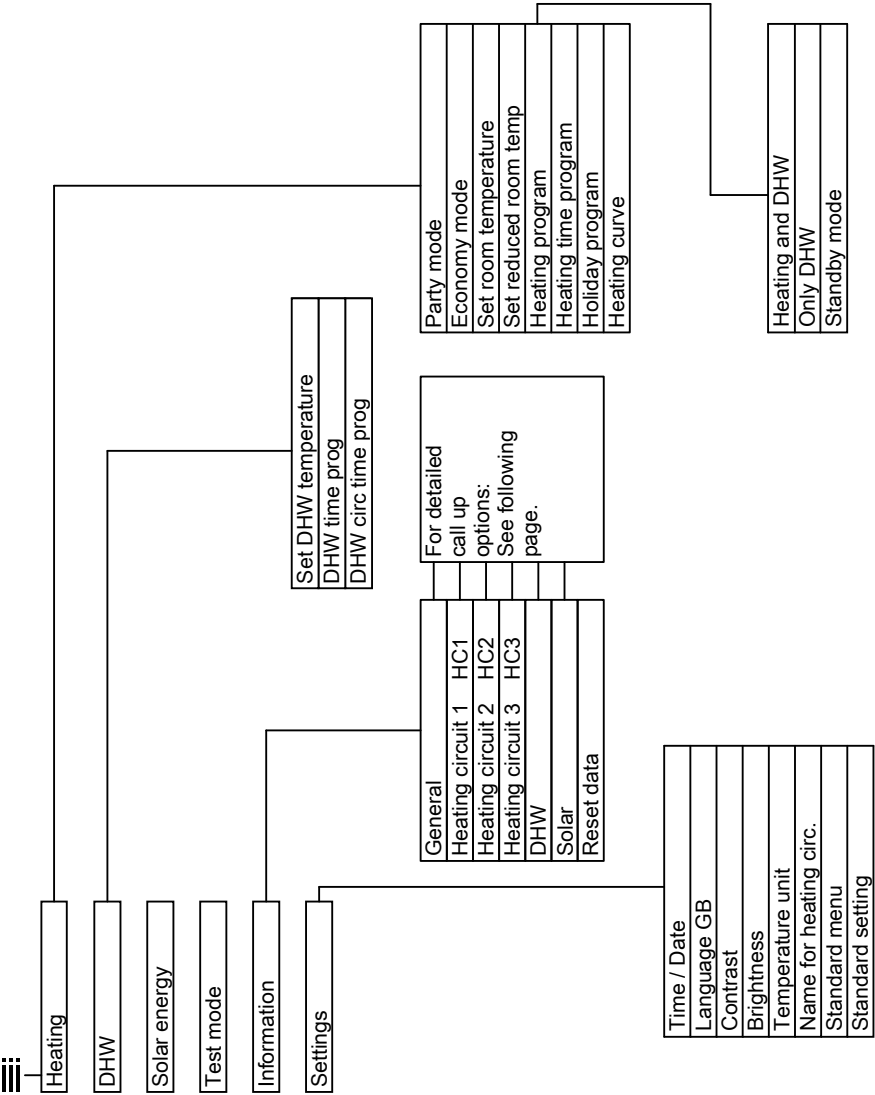 Heating
DHW
Solar energy
Test mode
Information
Settings
Party mode
Economy mode
Set room temperature
Set reduced room temp
Heating program
Heating time program
Holiday program
Heating curve
Heating and DHW
Only DHW
Standby mode
Set DHW temperature
DHW time prog
DHW circ time prog
General
Heating circuit 1 HC1
Heating circuit 2 HC2
Heating circuit 3 HC3
DHW
Solar
Reset data
For detailed
call up
options:
See following
page.
Time / Date
Language GB
Contrast
Brightness
Temperature unit
Name for heating circ.
Standard menu
Standard setting